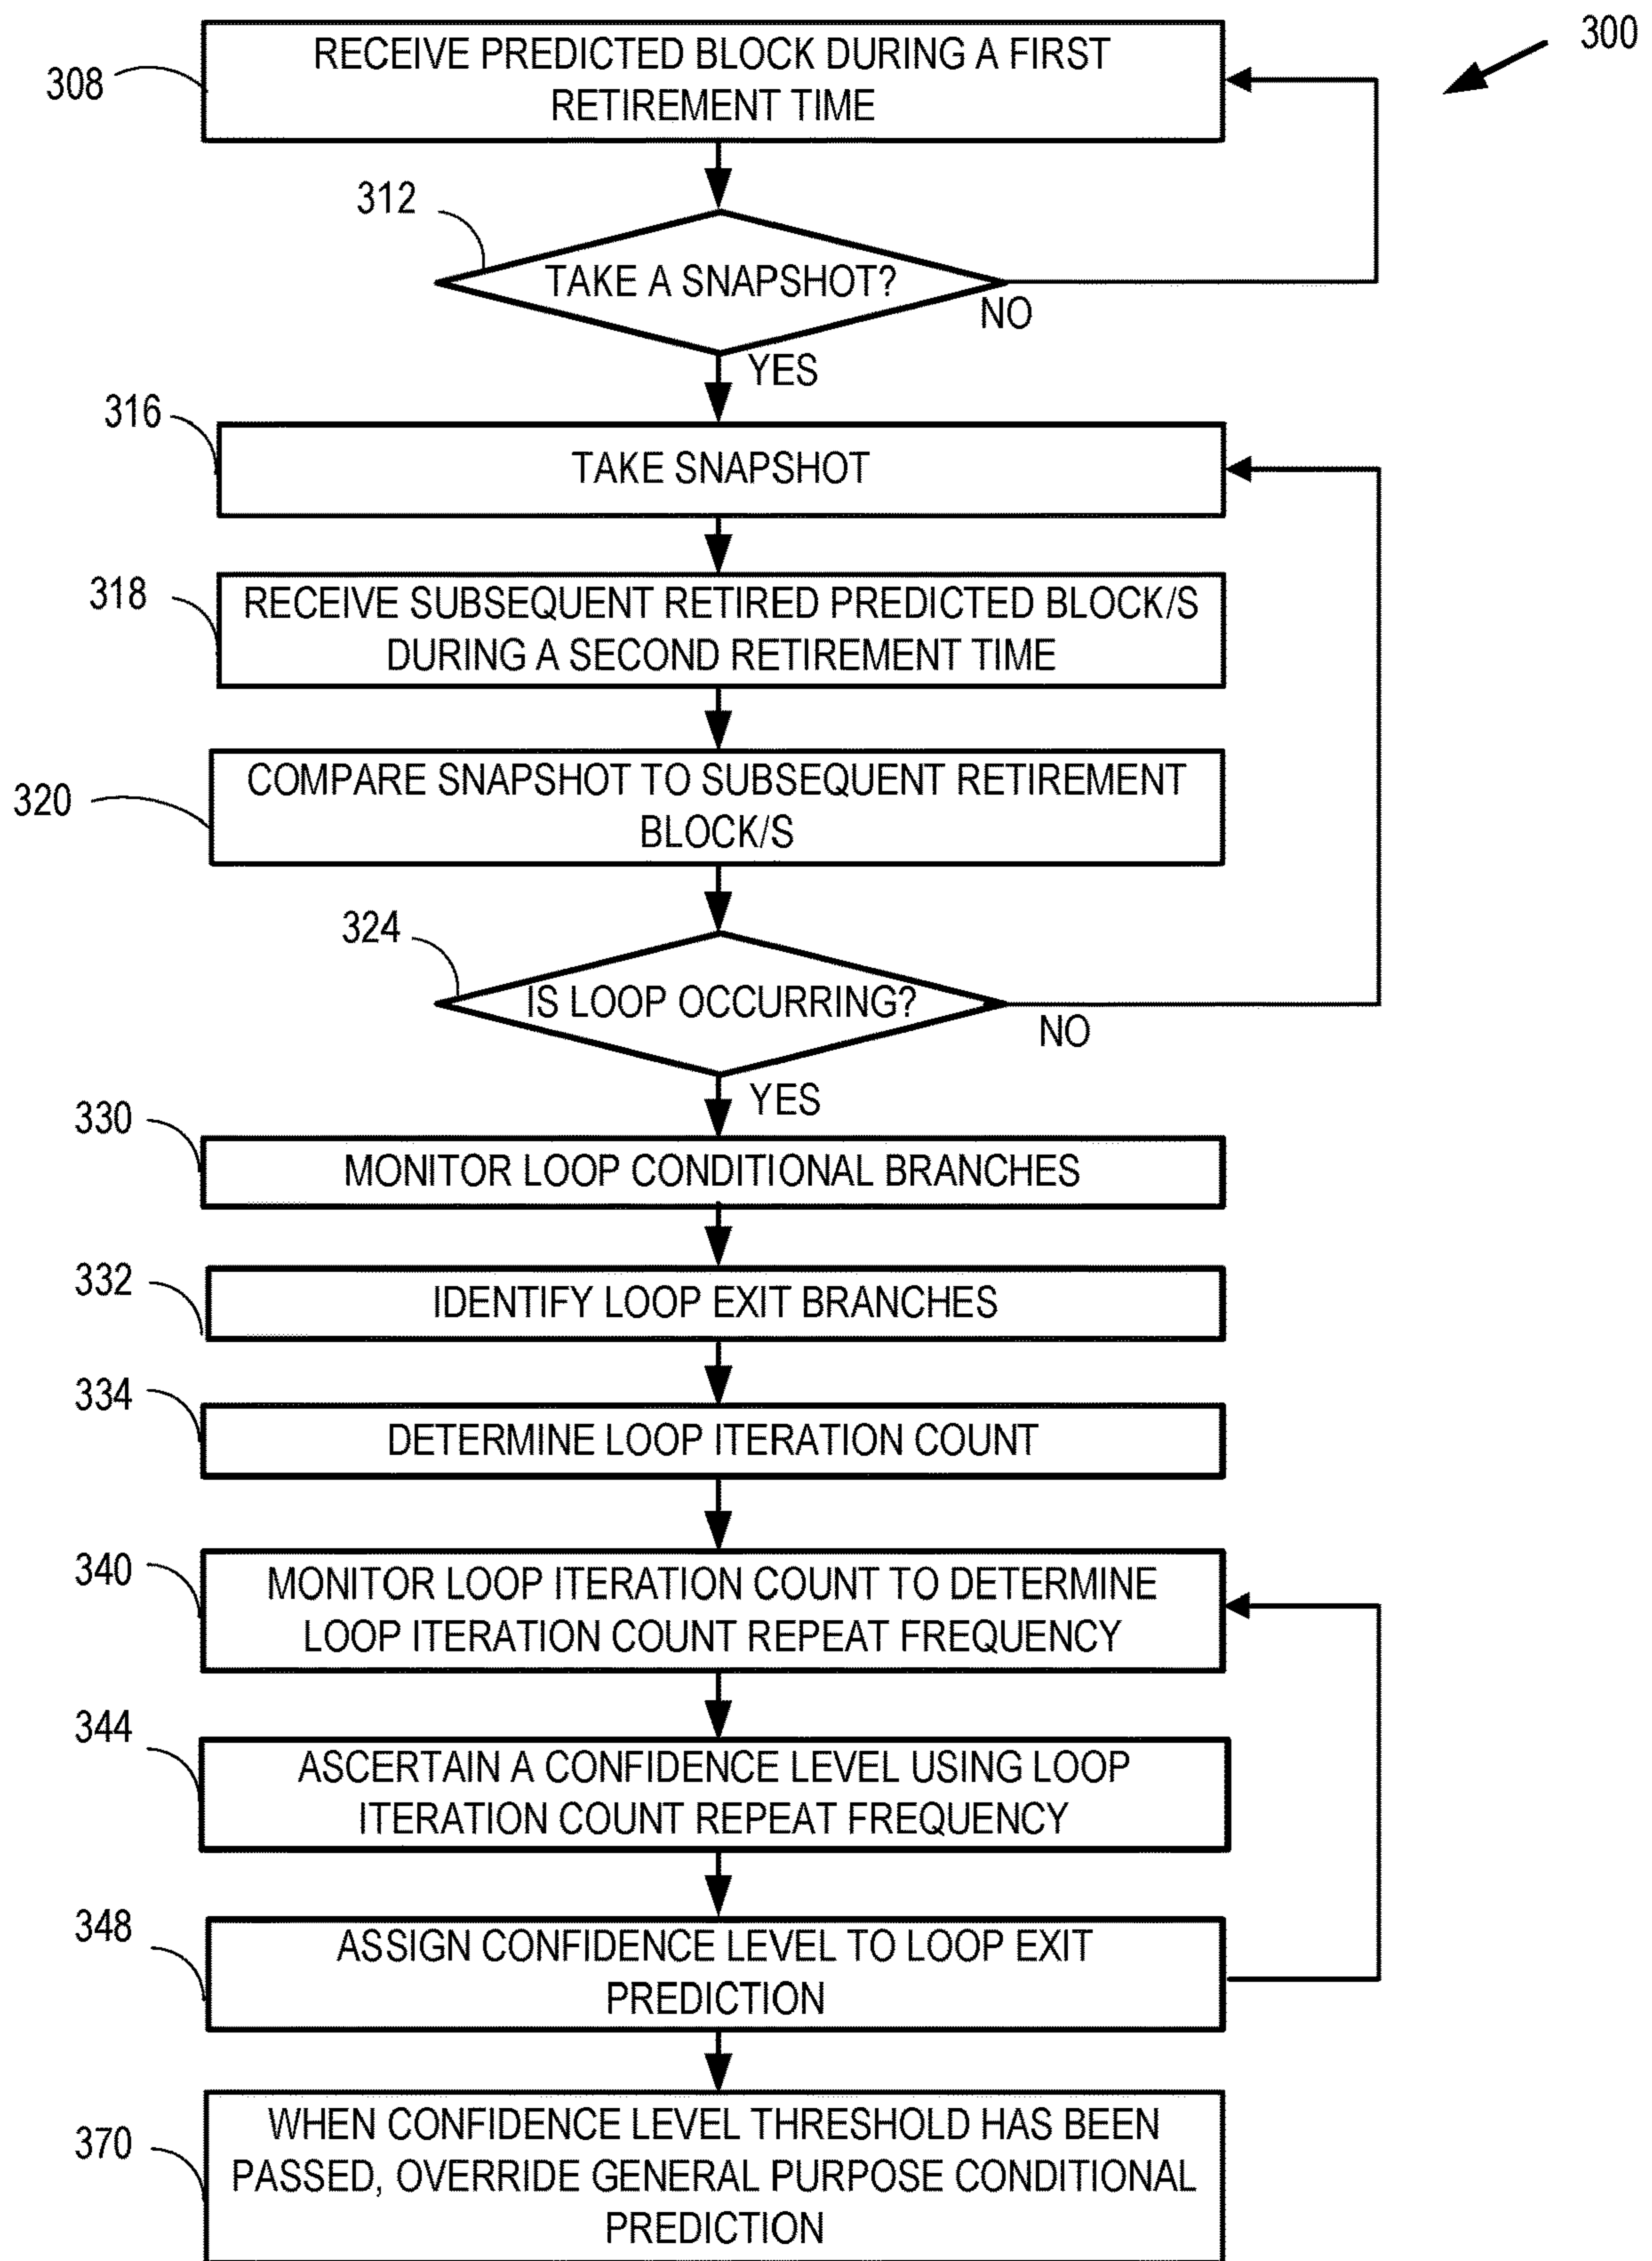 300
308
RECEIVE PREDICTED BLOCK DURING A FIRST
RETIREMENT TIME
312
TAKE A SNAPSHOT?
NO
YES
316
TAKE SNAPSHOT
318
RECEIVE SUBSEQUENT RETIRED PREDICTED BLOCK/S
DURING A SECOND RETIREMENT TIME
320
COMPARE SNAPSHOT TO SUBSEQUENT RETIREMENT
BLOCK/S
324
IS LOOP OCCURRING?
NO
YES
330
MONITOR LOOP CONDITIONAL BRANCHES
332
IDENTIFY LOOP EXIT BRANCHES
334
DETERMINE LOOP ITERATION COUNT
340
MONITOR LOOP ITERATION COUNT TO DETERMINE
LOOP ITERATION COUNT REPEAT FREQUENCY
344
ASCERTAIN A CONFIDENCE LEVEL USING LOOP
ITERATION COUNT REPEAT FREQUENCY
348
ASSIGN CONFIDENCE LEVEL TO LOOP EXIT
PREDICTION
370
WHEN CONFIDENCE LEVEL THRESHOLD HAS BEEN
PASSED, OVERRIDE GENERAL PURPOSE CONDITIONAL
PREDICTION